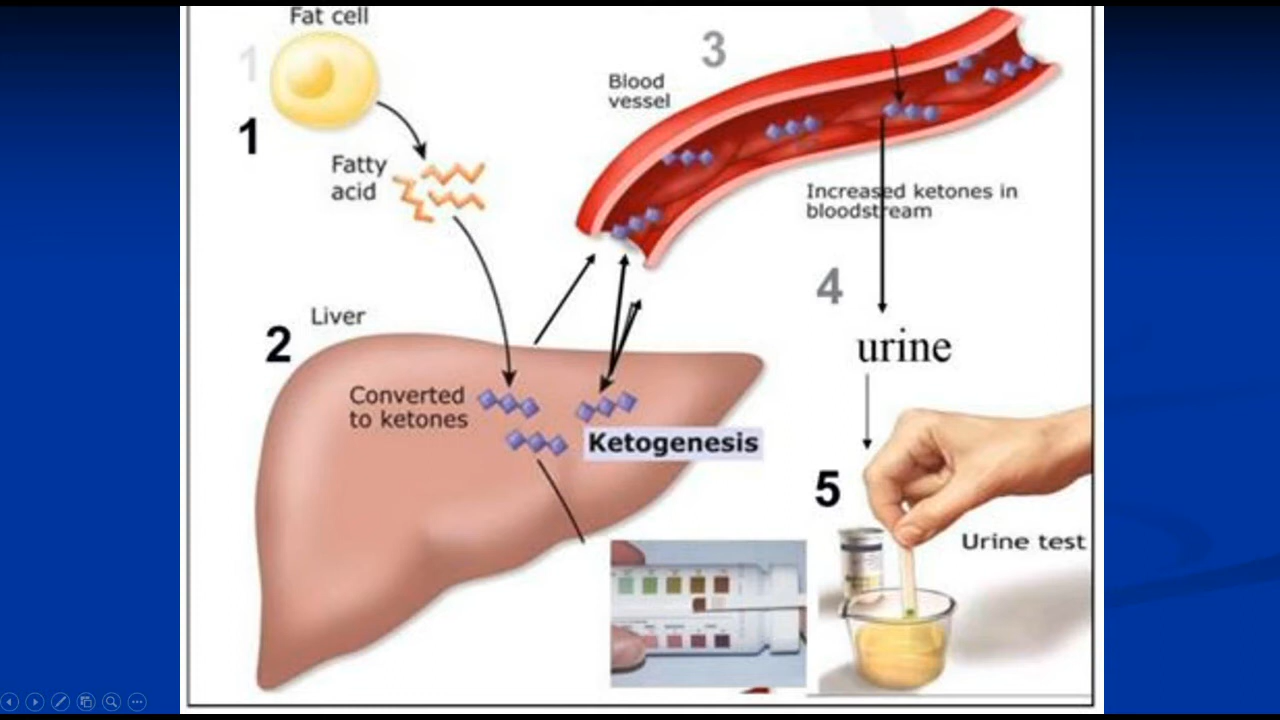 Fat cell
1
1
Fatty
acid
3
Blood
vessel
Increased ketones in
bloodstream
4
urine
2
Liver
Converted
to ketones
Ketogenesis
5
Urine test